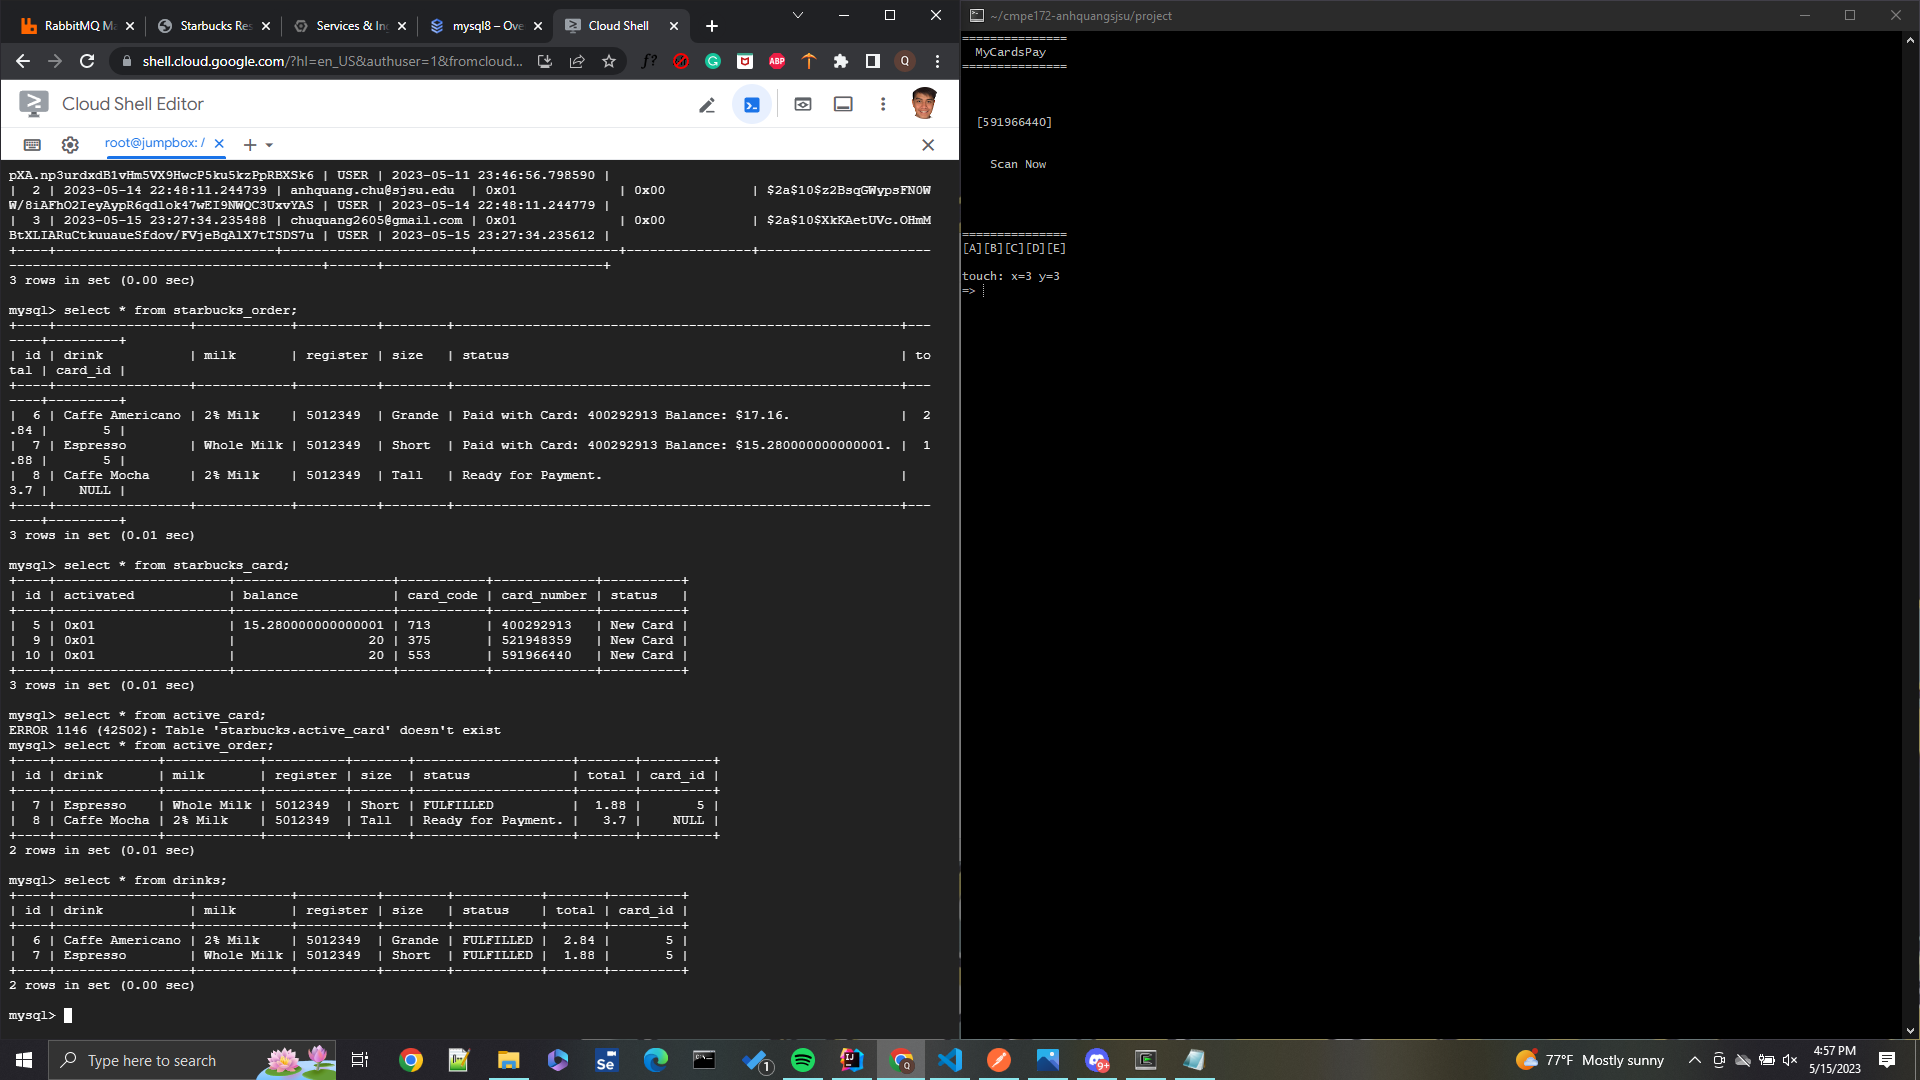 RabbitMQ Ma
Starbucks Res
Services & Ing
mysql8 – Ove
Cloud Shell
shell.cloud.google.com/?hl=en_US&authuser=1&fromcloud...
Cloud Shell Editor
root@jumpbox: /
pXA.np3urdxdB1vHm5VX9HwcP5ku5kzPpRBXSk6 | USER | 2023-05-11 23:46:56.798590 |
|  2 | 2023-05-14 22:48:11.244739 | anhquang.chu@sjsu.edu  | 0x01             | 0x00           | $2a$10$z2BsqGWypsFN0W
W/8iAFhO2IeyAypR6qdlok47wEI9NWQC3UxvYAS | USER | 2023-05-14 22:48:11.244779 |
|  3 | 2023-05-15 23:27:34.235488 | chuquang2605@gmail.com | 0x01             | 0x00           | $2a$10$XkKAetUVc.OHmM
BtXLIARuCtkuuaueSfdov/FVjeBqAlX7tTSDS7u | USER | 2023-05-15 23:27:34.235612 |
3 rows in set (0.00 sec)
mysql> select * from starbucks_order;
| id | drink           | milk       | register | size   | status                                                  | to
tal | card_id |
|  6 | Caffe Americano | 2% Milk    | 5012349  | Grande | Paid with Card: 400292913 Balance: $17.16.              |  2
.84 |       5 |
|  7 | Espresso        | Whole Milk | 5012349  | Short  | Paid with Card: 400292913 Balance: $15.280000000000001. |  1
.88 |       5 |
|  8 | Caffe Mocha     | 2% Milk    | 5012349  | Tall   | Ready for Payment.                                      |
3.7 |    NULL |
3 rows in set (0.01 sec)
mysql> select * from starbucks_card;
| id | activated            | balance            | card_code | card_number | status   |
|  5 | 0x01                 | 15.280000000000001 | 713       | 400292913   | New Card |
|  9 | 0x01                 |                 20 | 375       | 521948359   | New Card |
| 10 | 0x01                 |                 20 | 553       | 591966440   | New Card |
3 rows in set (0.01 sec)
mysql> select * from active_card;
ERROR 1146 (42S02): Table 'starbucks.active_card' doesn't exist
mysql> select * from active_order;
| id | drink       | milk       | register | size  | status             | total | card_id |
|  7 | Espresso    | Whole Milk | 5012349  | Short | FULFILLED          |  1.88 |       5 |
|  8 | Caffe Mocha | 2% Milk    | 5012349  | Tall  | Ready for Payment. |   3.7 |    NULL |
2 rows in set (0.01 sec)
mysql> select * from drinks;
| id | drink           | milk       | register | size   | status    | total | card_id |
|  6 | Caffe Americano | 2% Milk    | 5012349  | Grande | FULFILLED |  2.84 |       5 |
|  7 | Espresso        | Whole Milk | 5012349  | Short  | FULFILLED |  1.88 |       5 |
2 rows in set (0.00 sec)
mysql>
~/cmpe172-anhquangsjsu/project
===============
MyCardsPay
===============
[591966440]
Scan Now
===============
[A][B][C][D][E]
touch: x=3 y=3
=>
Type here to search
77°F Mostly sunny
4:57 PM
5/15/2023